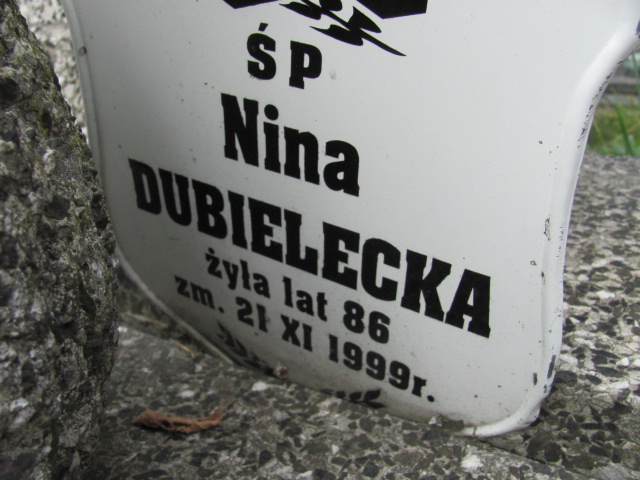 ŚP
Nina
DUBIELECKA
żyła lat 86
zm. 21 XI 1999r.